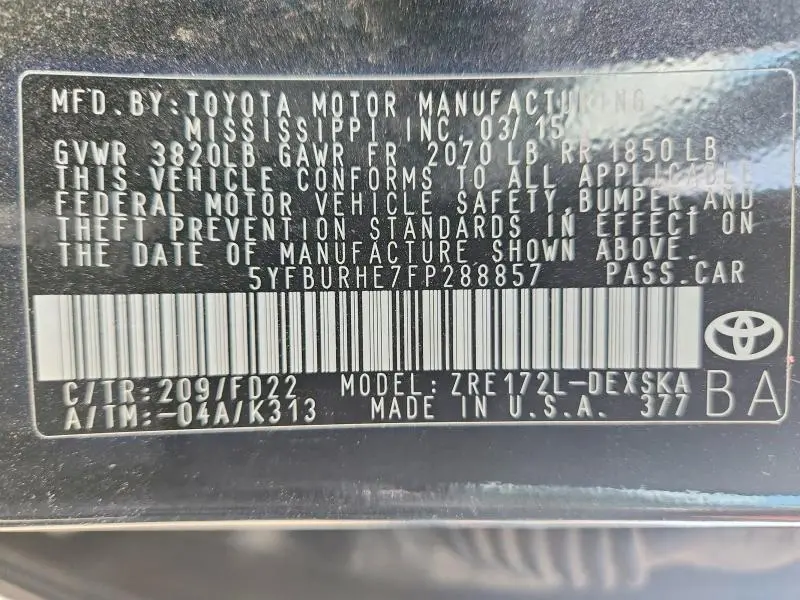 MFD.BY:TOYOTA MOTOR MANUFACTURING
MISSISSIPPI, INC. 03/15
GVWR 3820LB GAWR FR 2070 LB RR 1850 LB
THIS VEHICLE CONFORMS TO ALL APPLICABLE
FEDERAL MOTOR VEHICLE SAFETY,BUMPER,AND
THEFT PREVENTION STANDARDS IN EFFECT ON
THE DATE OF MANUFACTURE SHOWN ABOVE.
5YFBURHE7FP288857 PASS.CAR
C/TR:209/FD22 MODEL: ZRE172L-DEXSKA
A/TM:-04A/K313 MADE IN U.S.A. 377
BA